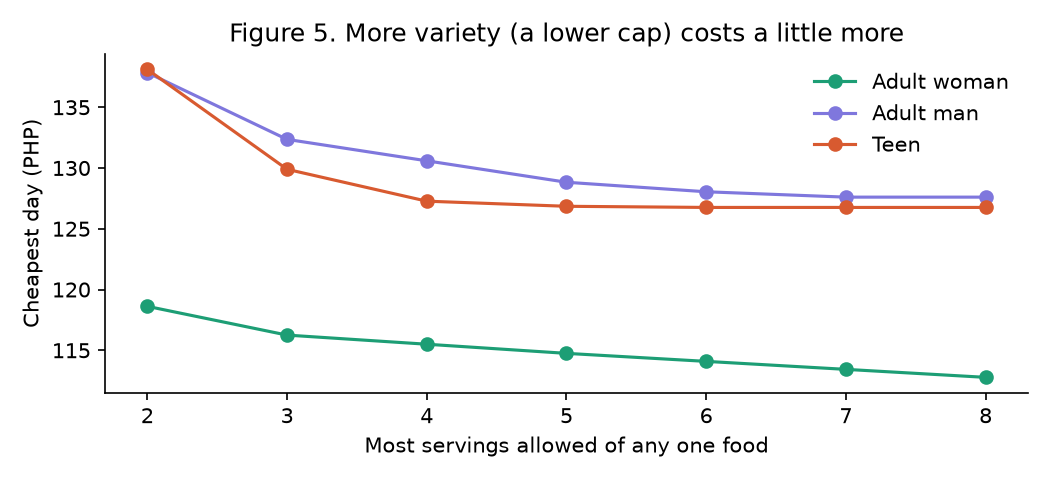 Figure 5. More variety (a lower cap) costs a little more
Adult woman
Adult man
Teen
Cheapest day (PHP)
135
130
125
120
115
2 3 4 5 6 7 8
Most servings allowed of any one food